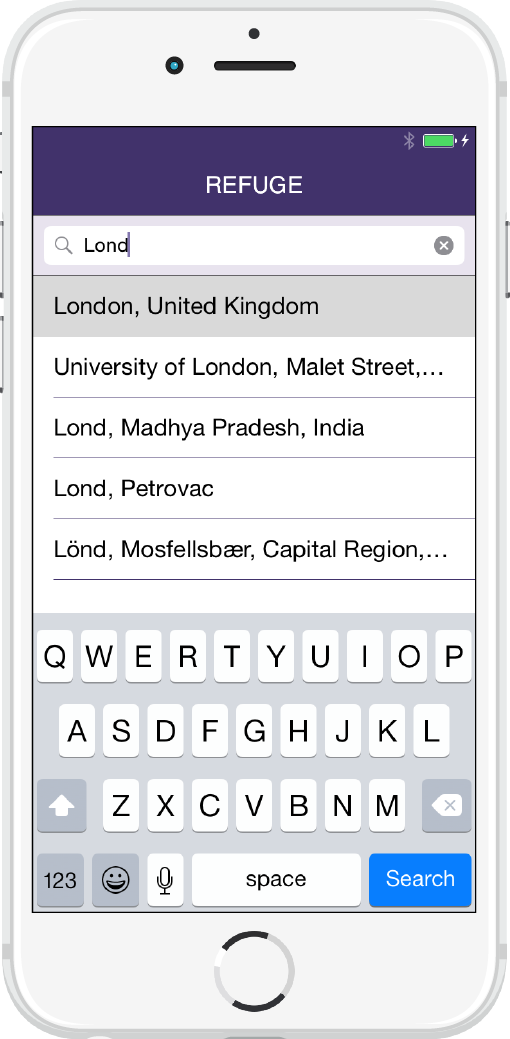 REFUGE
Lond
London, United Kingdom
University of London, Malet Street,...
Lond, Madhya Pradesh, India
Lond, Petrovac
Lönd, Mosfellsbær, Capital Region,...
Q W E R T Y U I O P
A S D F G H J K L
Z X C V B N M
123 space Search